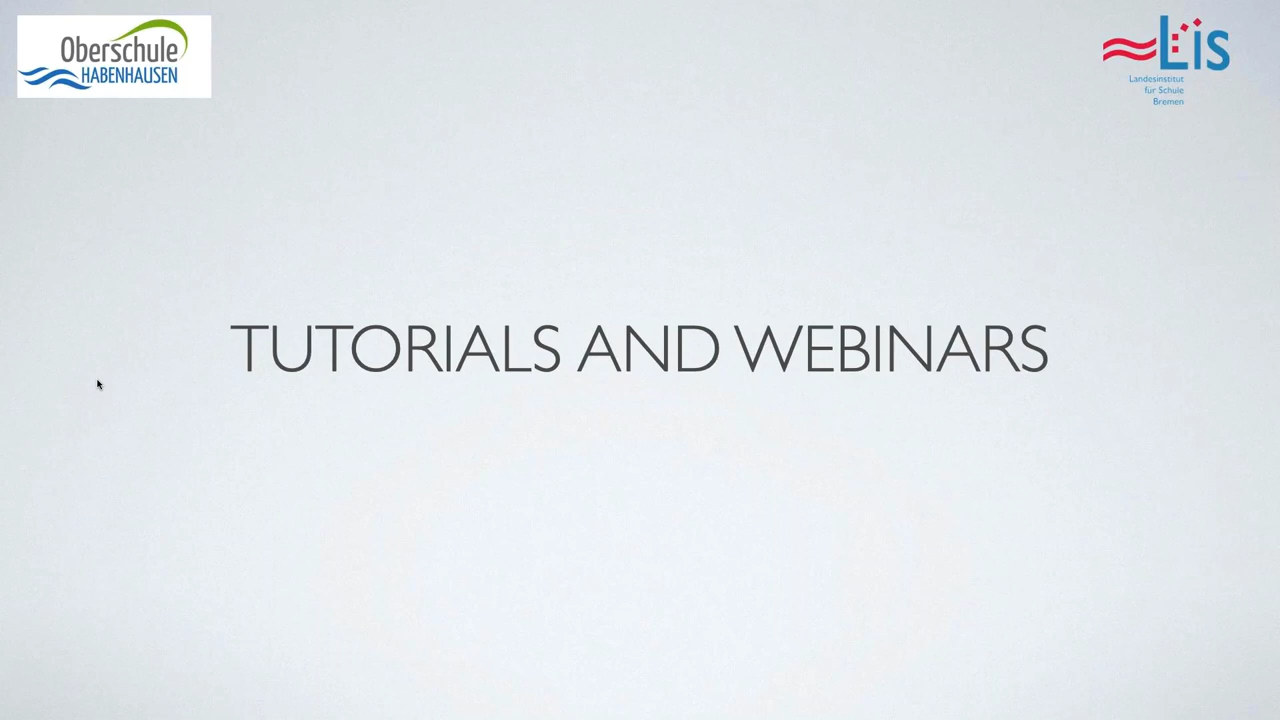 Oberschule
HABENHAUSEN
Lis
Landesinstitut
für Schule
Bremen
TUTORIALS AND WEBINARS